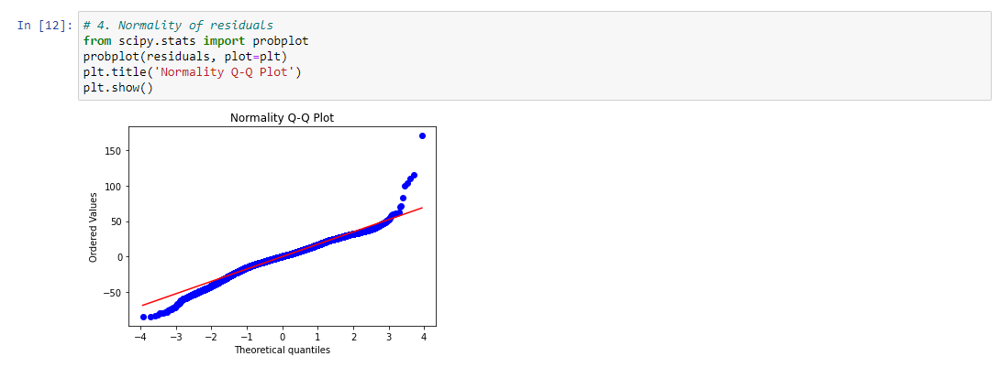 In [12]: # 4. Normality of residuals
from scipy.stats import probplot
probplot(residuals, plot=plt)
plt.title('Normality Q-Q Plot')
plt.show()
Normality Q-Q Plot
150
100
50
0
−50
Ordered Values
−4 −3 −2 −1 0 1 2 3 4
Theoretical quantiles